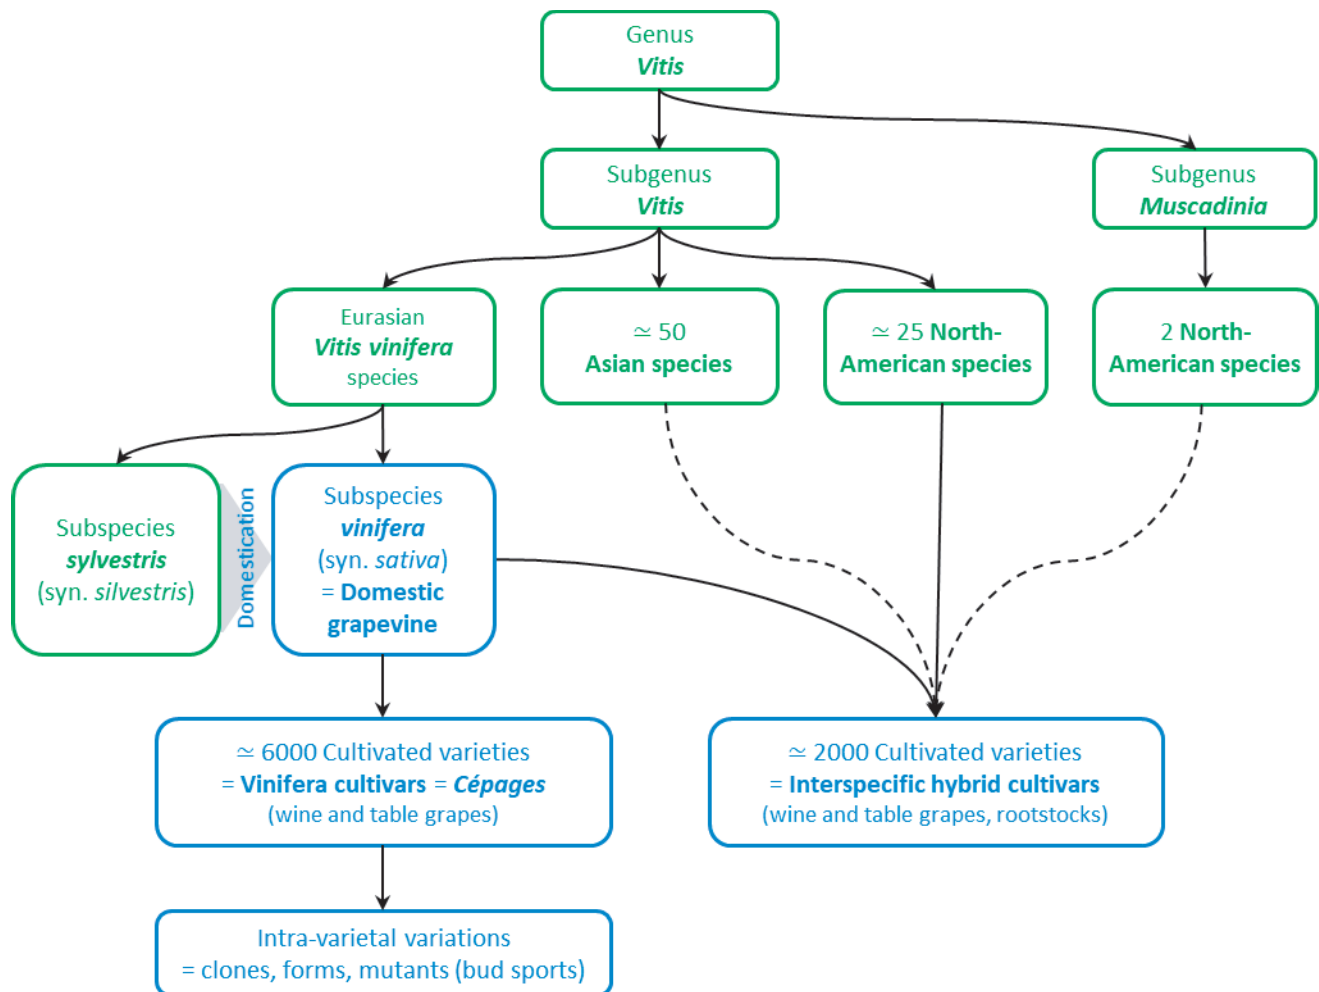 Genus
Vitis
Subgenus
Vitis
Subgenus
Muscadinia
Eurasian
Vitis vinifera
species
≃ 50
Asian species
≃ 25 North-
American species
2 North-
American species
Subspecies
sylvestris
(syn. silvestris)
Domestication
Subspecies
vinifera
(syn. sativa)
= Domestic
grapevine
≃ 6000 Cultivated varieties
= Vinifera cultivars = Cépages
(wine and table grapes)
≃ 2000 Cultivated varieties
= Interspecific hybrid cultivars
(wine and table grapes, rootstocks)
Intra-varietal variations
= clones, forms, mutants (bud sports)